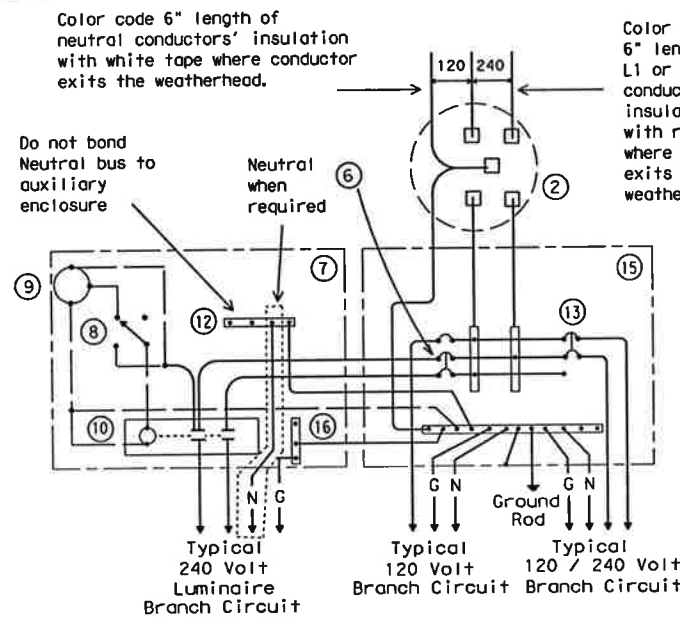 Color code 6" length of
neutral conductors' insulation
with white tape where conductor
exits the weatherhead.
Color
6" len
L1 or
conduc
insula
with r
where
exits
weathe
120 240
Do not bond
Neutral bus to
auxiliary
enclosure
Neutral
when
required
6
2
9
7
15
8
12
13
10
16
N G
G N
Ground
Rod
G N
Typical
240 Volt
Luminaire
Branch Circuit
Typical
120 Volt
Branch Circuit
Typical
120 / 240 Volt
Branch Circuit